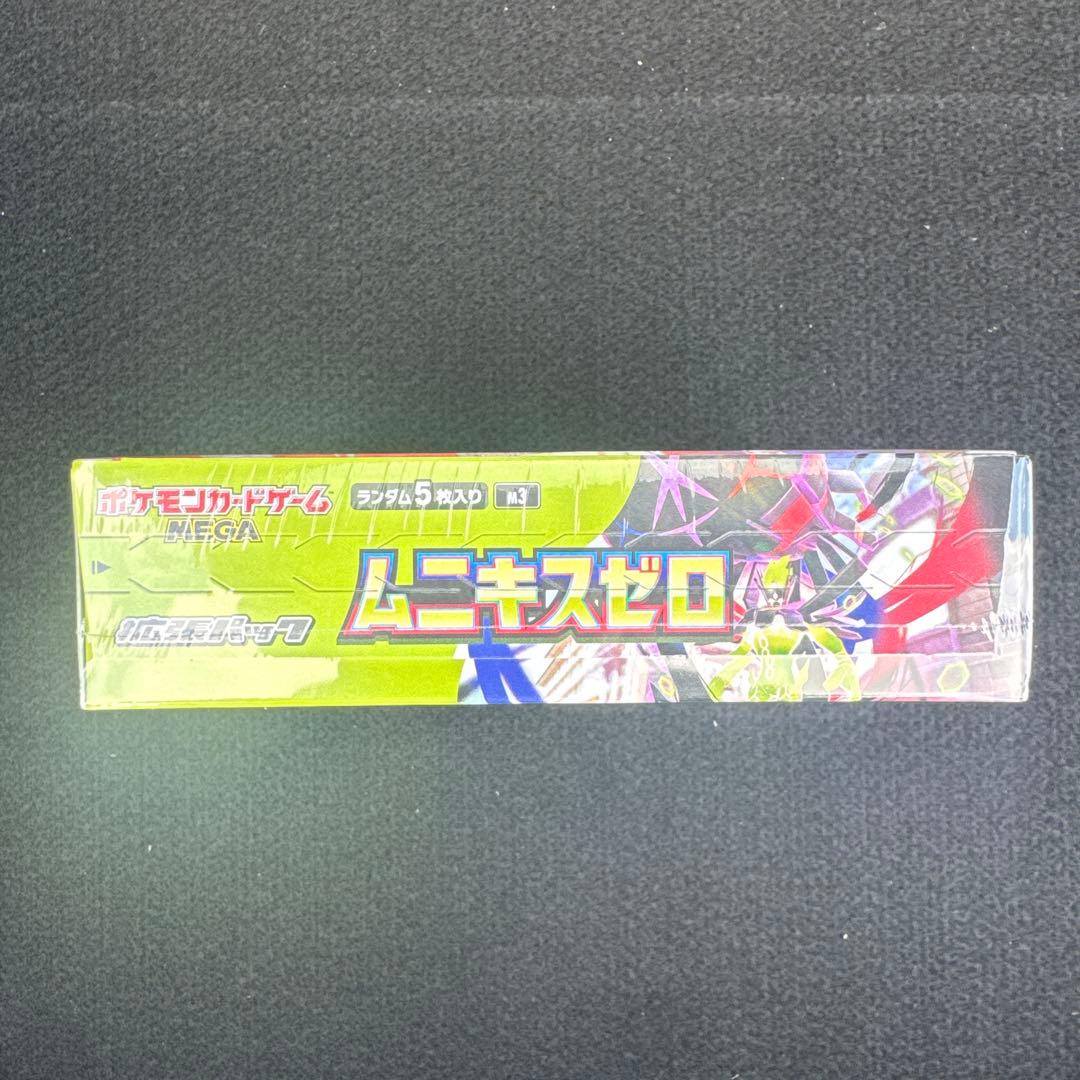 ポケモンカードゲーム
MEGA
ランダム5枚入り
M3
ムニキスゼロ
拡張パック